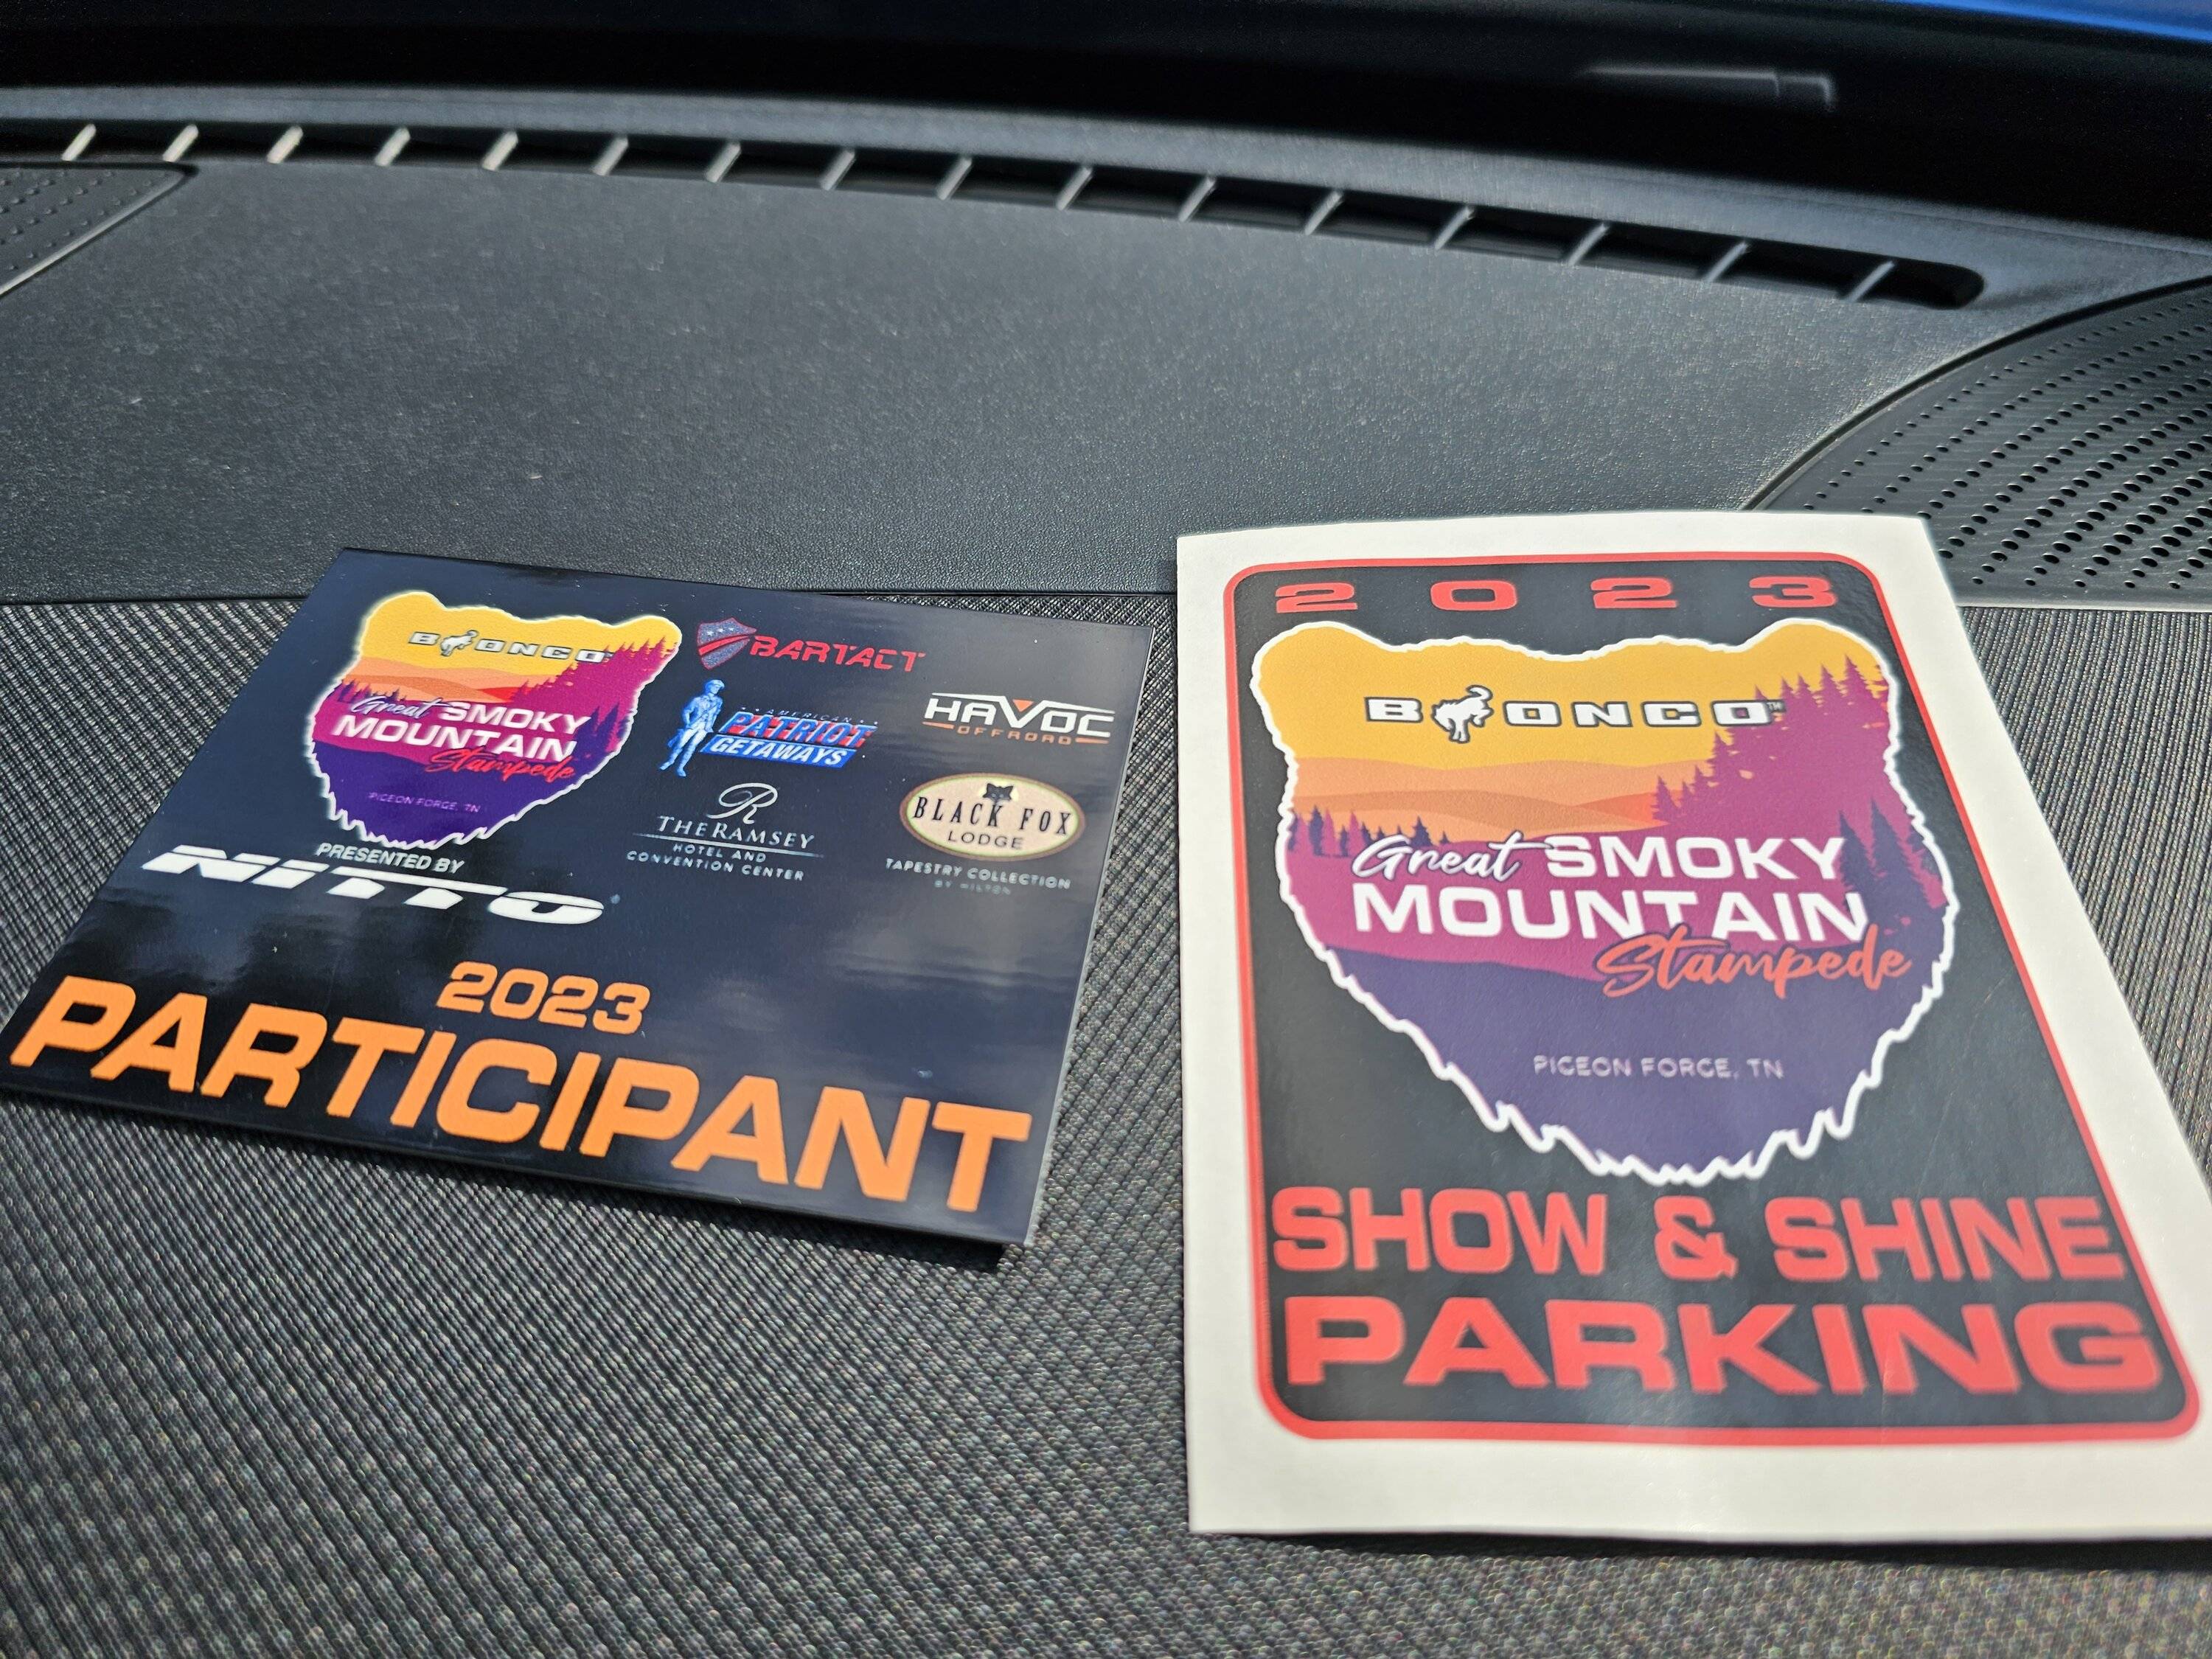 BRONCO
Great SMOKY
MOUNTAIN
Stampede
PIGEON FORGE, TN
PRESENTED BY
NITTO
BARTACT
AMERICAN
PATRIOT
GETAWAYS
HAVOC
OFFROAD
R
THE RAMSEY
HOTEL AND
CONVENTION CENTER
BLACK FOX
LODGE
TAPESTRY COLLECTION
BY HILTON
2023
PARTICIPANT
2023
BRONCO™
Great SMOKY
MOUNTAIN
Stampede
PIGEON FORGE, TN
SHOW & SHINE
PARKING